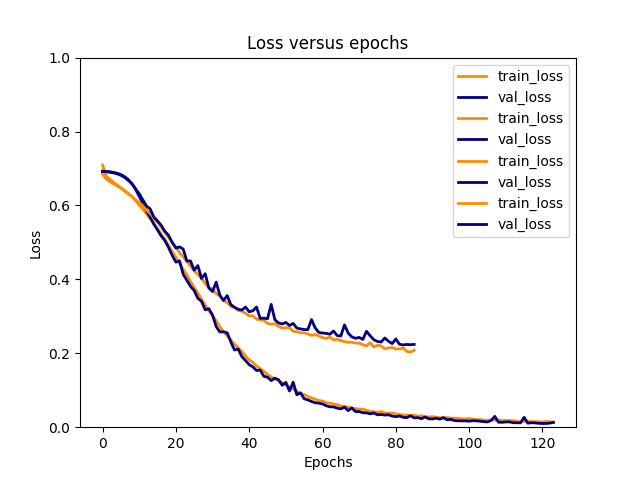 Loss versus epochs
1.0
0.8
0.6
0.4
0.2
0.0
Loss
0 20 40 60 80 100 120
Epochs
train_loss
val_loss
train_loss
val_loss
train_loss
val_loss
train_loss
val_loss